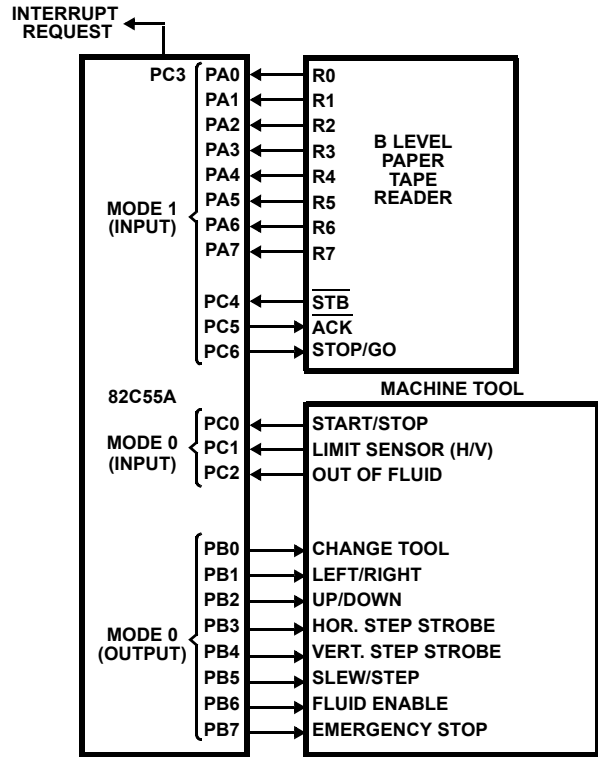 INTERRUPT
REQUEST
PC3 PA0 R0
PA1 R1
PA2 R2
PA3 R3
PA4 R4
PA5 R5
PA6 R6
PA7 R7
MODE 1
(INPUT)
B LEVEL
PAPER
TAPE
READER
PC4 STB
PC5 ACK
PC6 STOP/GO
MACHINE TOOL
82C55A
MODE 0
(INPUT)
PC0 START/STOP
PC1 LIMIT SENSOR (H/V)
PC2 OUT OF FLUID
MODE 0
(OUTPUT)
PB0 CHANGE TOOL
PB1 LEFT/RIGHT
PB2 UP/DOWN
PB3 HOR. STEP STROBE
PB4 VERT. STEP STROBE
PB5 SLEW/STEP
PB6 FLUID ENABLE
PB7 EMERGENCY STOP